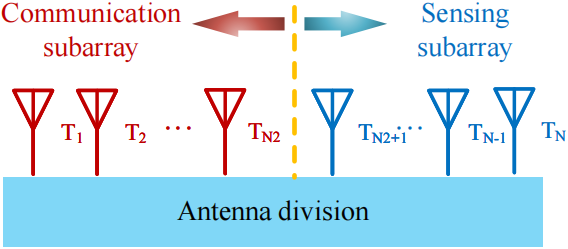 Communication
subarray
Sensing
subarray
T1 T2 ··· TN2 TN2+1 ··· TN-1 TN
Antenna division